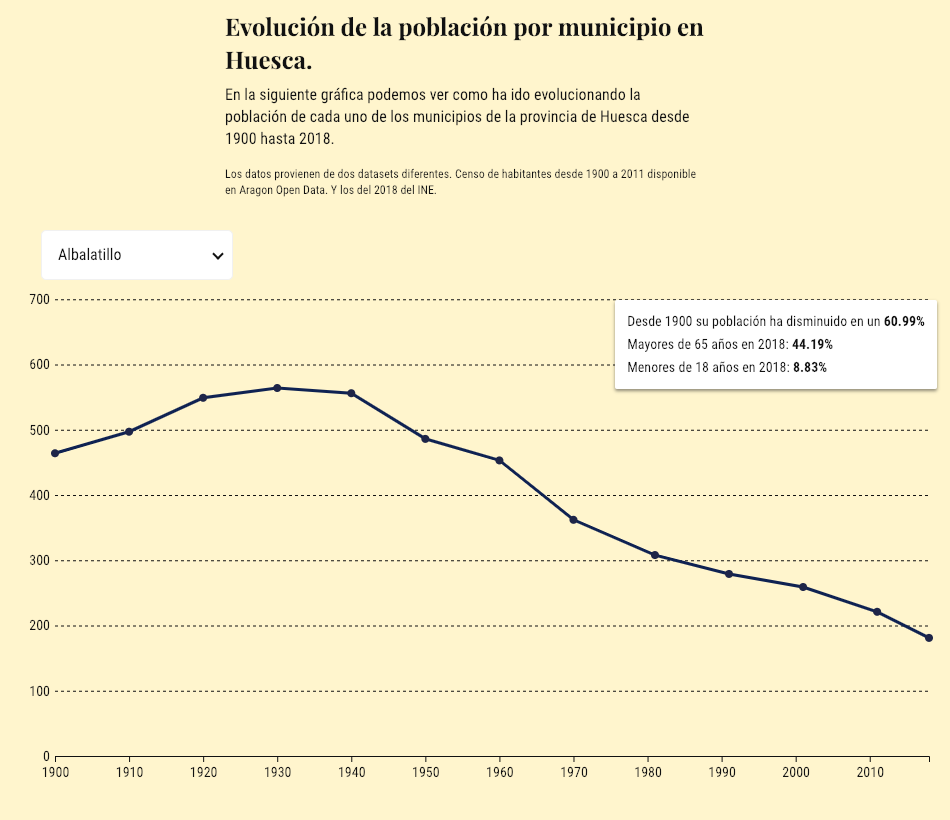 Evolución de la población por municipio en
Huesca.
En la siguiente gráfica podemos ver como ha ido evolucionando la
población de cada uno de los municipios de la provincia de Huesca desde
1900 hasta 2018.
Los datos provienen de dos datasets diferentes. Censo de habitantes desde 1900 a 2011 disponible
en Aragon Open Data. Y los del 2018 del INE.
Albalatillo
700
Desde 1900 su población ha disminuido en un 60.99%
Mayores de 65 años en 2018: 44.19%
Menores de 18 años en 2018: 8.83%
600
500
400
300
200
100
0
1900 1910 1920 1930 1940 1950 1960 1970 1980 1990 2000 2010